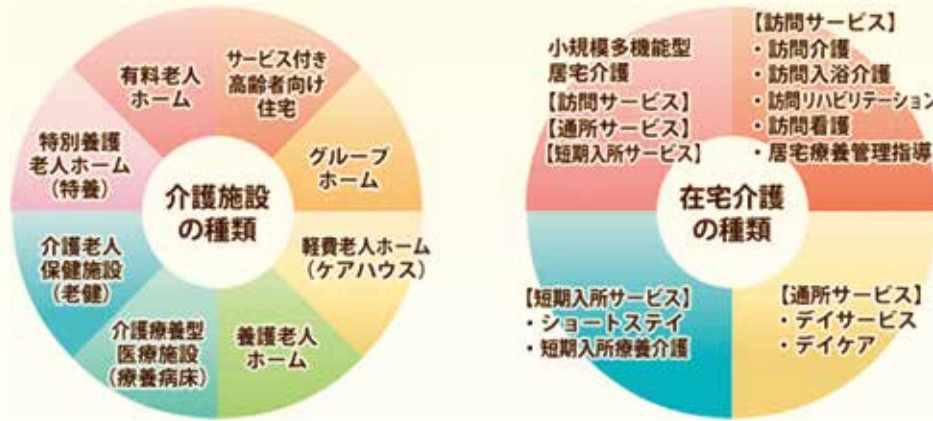 介護施設
の種類
サービス付き
高齢者向け
住宅
グループ
ホーム
軽費老人ホーム
(ケアハウス)
養護老人
ホーム
介護療養型
医療施設
(療養病床)
介護老人
保健施設
(老健)
特別養護
老人ホーム
(特養)
有料老人
ホーム
在宅介護
の種類
【訪問サービス】
・訪問介護
・訪問入浴介護
・訪問リハビリテーション
・訪問看護
・居宅療養管理指導
【通所サービス】
・デイサービス
・デイケア
【短期入所サービス】
・ショートステイ
・短期入所療養介護
小規模多機能型
居宅介護
【訪問サービス】
【通所サービス】
【短期入所サービス】